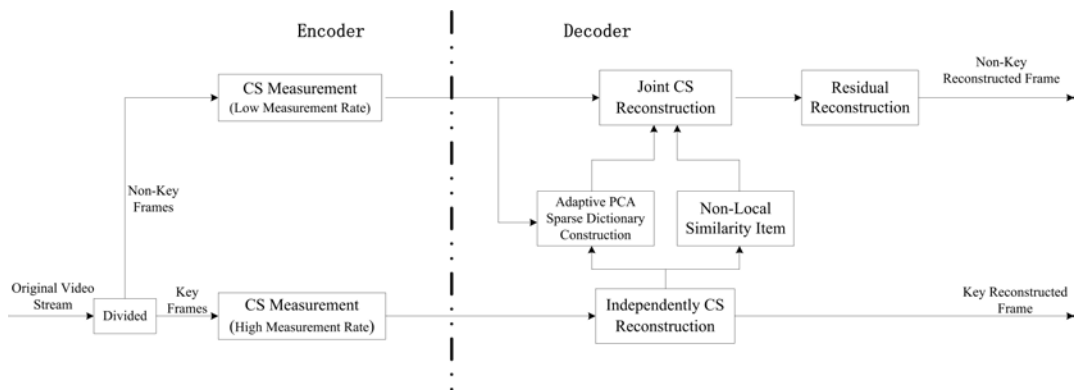 Encoder
Decoder
CS Measurement
(Low Measurement Rate)
Joint CS
Reconstruction
Residual
Reconstruction
Non-Key
Reconstructed Frame
Non-Key
Frames
Adaptive PCA
Sparse Dictionary
Construction
Non-Local
Similarity Item
Original Video
Stream
Divided
Key
Frames
CS Measurement
(High Measurement Rate)
Independently CS
Reconstruction
Key Reconstructed
Frame